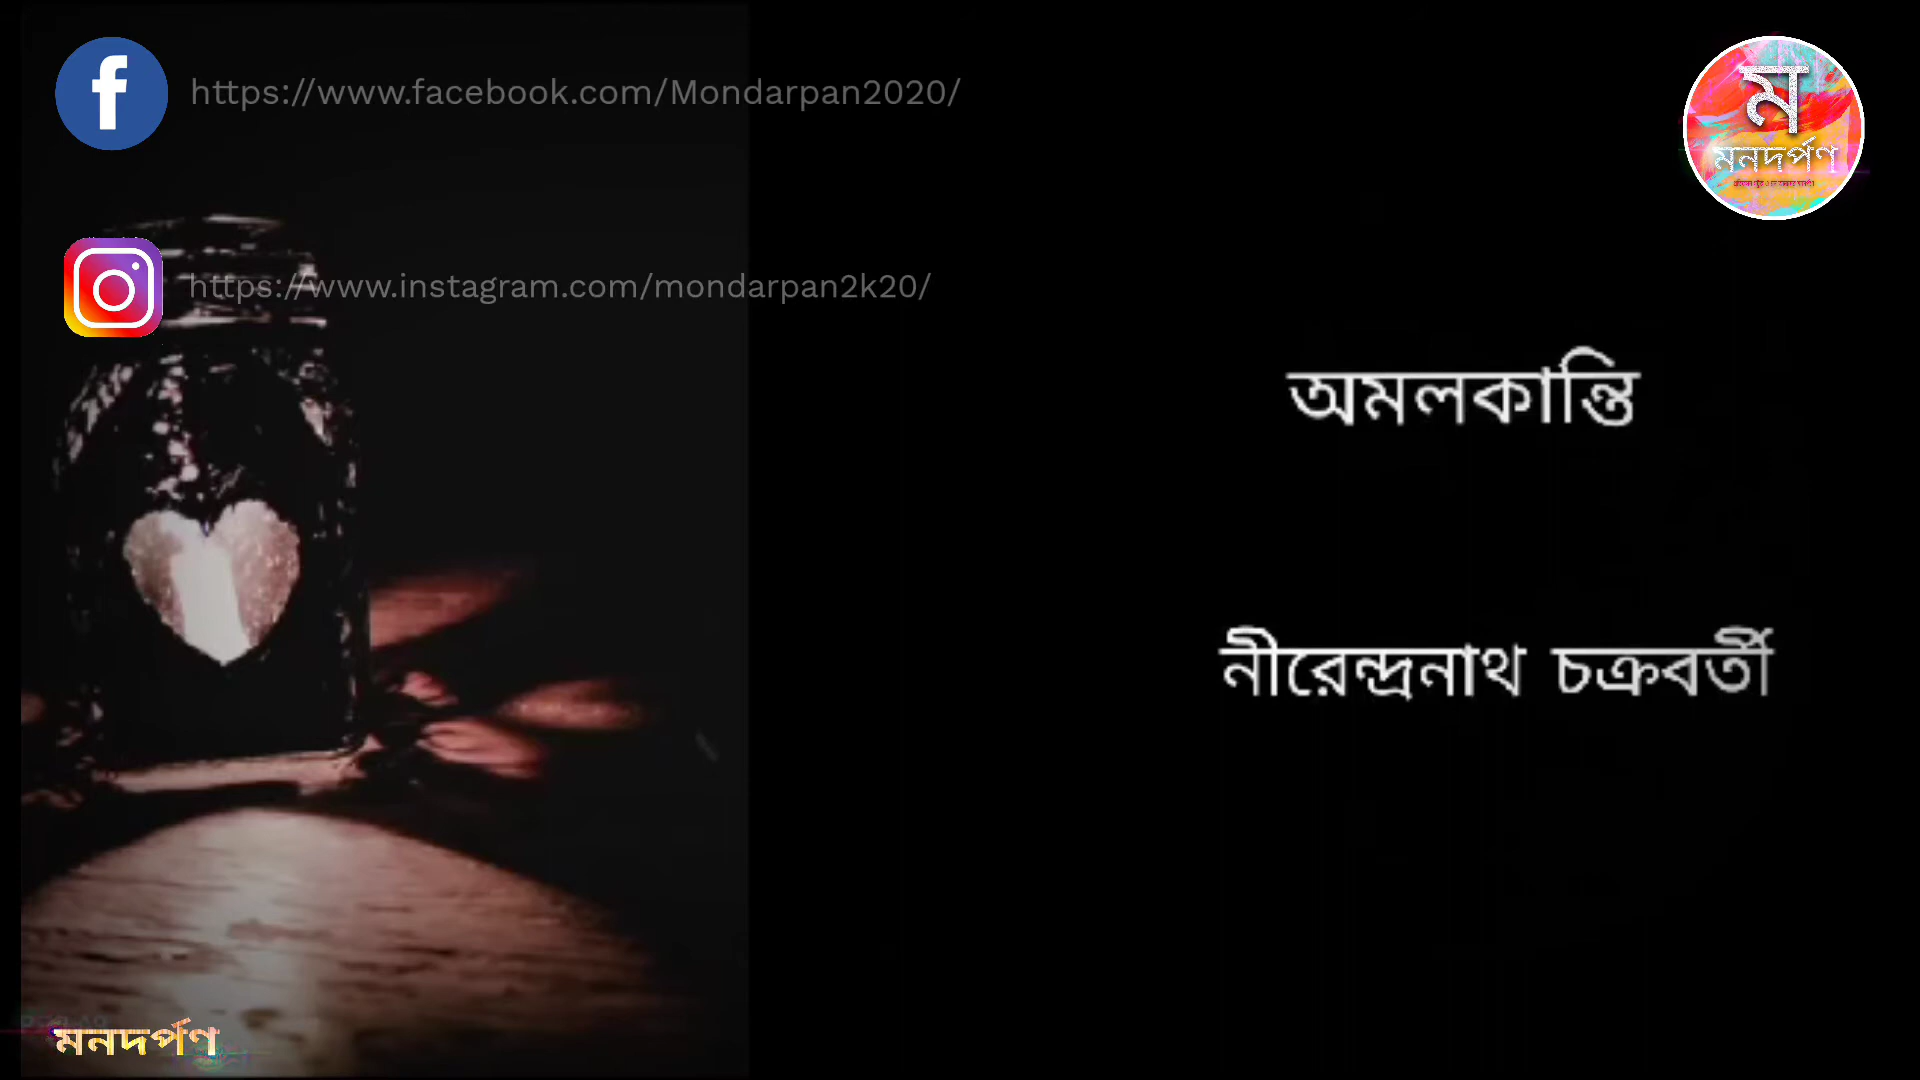 https://www.facebook.com/Mondarpan2020/
ম
মনদর্পণ
https://www.instagram.com/mondarpan2k20/
অমলকান্তি
নীরেন্দ্রনাথ চক্রবর্তী
মনদর্পণ